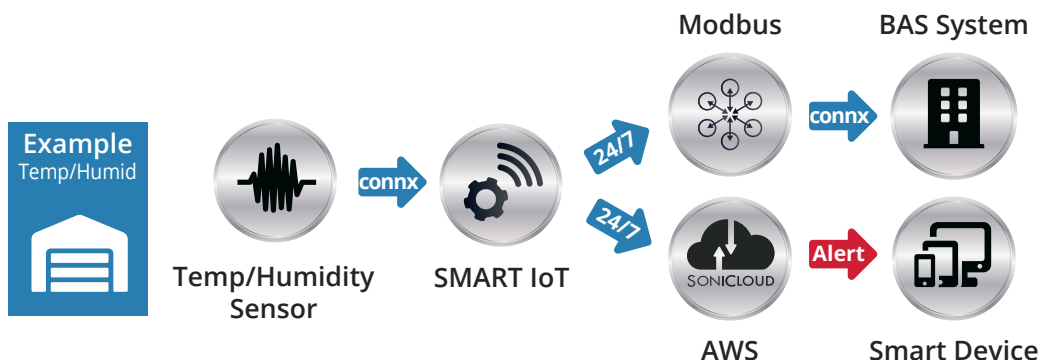 Example
Temp/Humid
Temp/Humidity
Sensor
connx
SMART IoT
24/7
24/7
Modbus
connx
BAS System
SONICLOUD
AWS
Alert
Smart Device